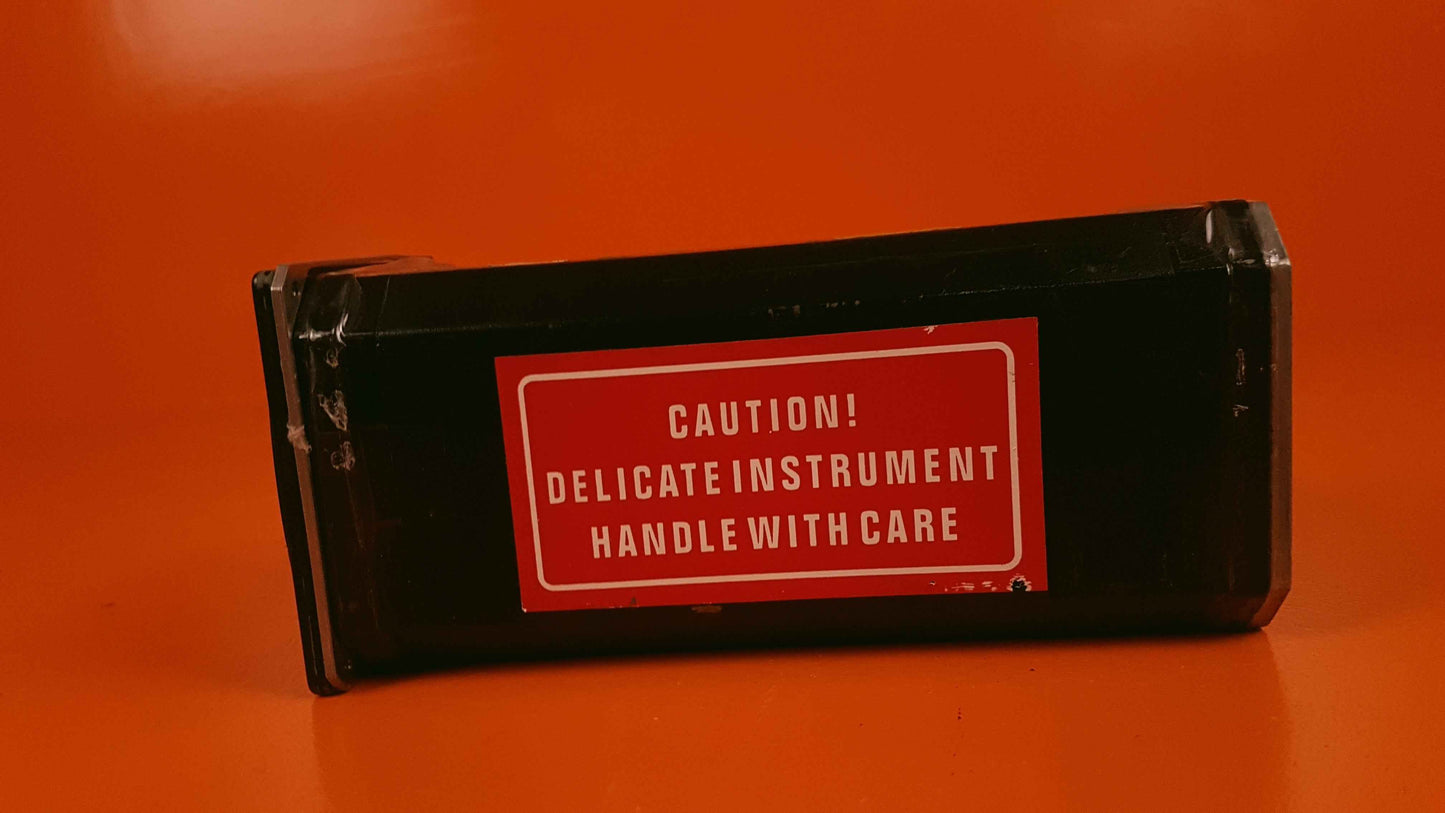 CAUTION!
DELICATE INSTRUMENT
HANDLE WITH CARE